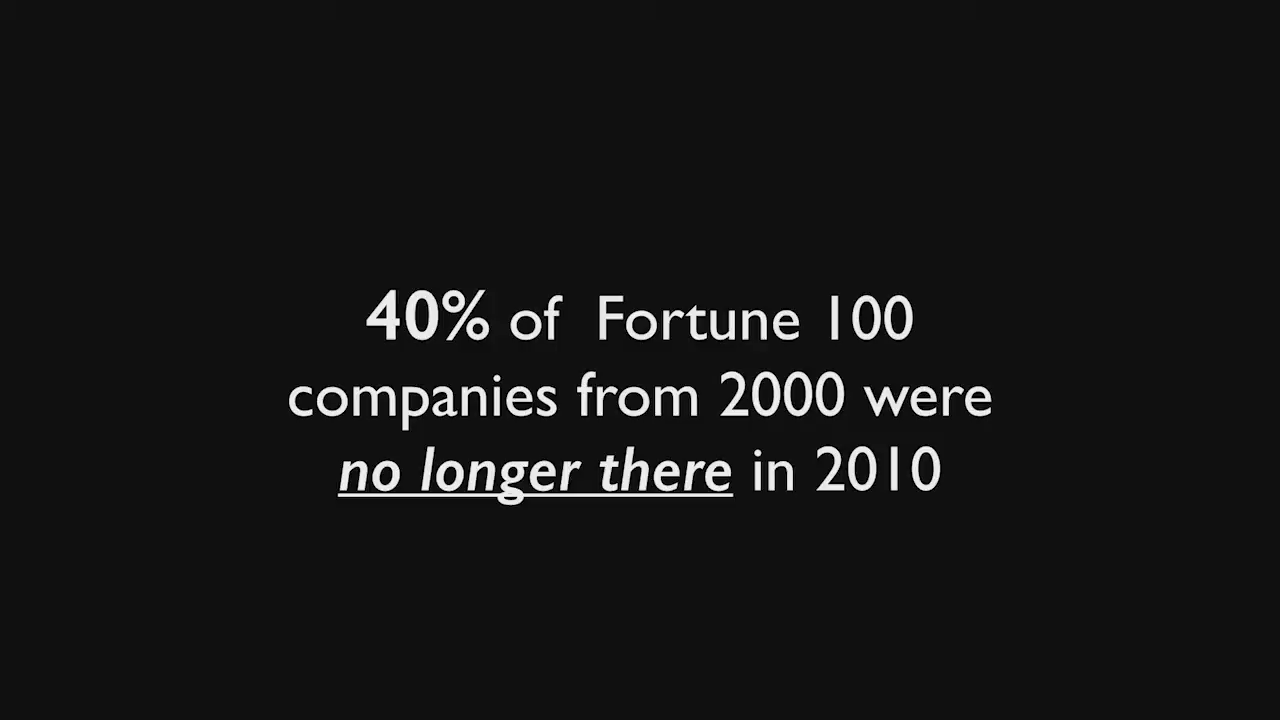 40% of Fortune 100
companies from 2000 were
no longer there in 2010